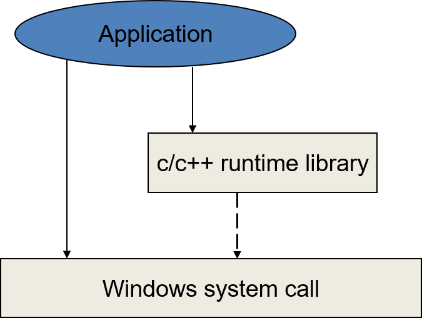 Application
c/c++ runtime library
Windows system call